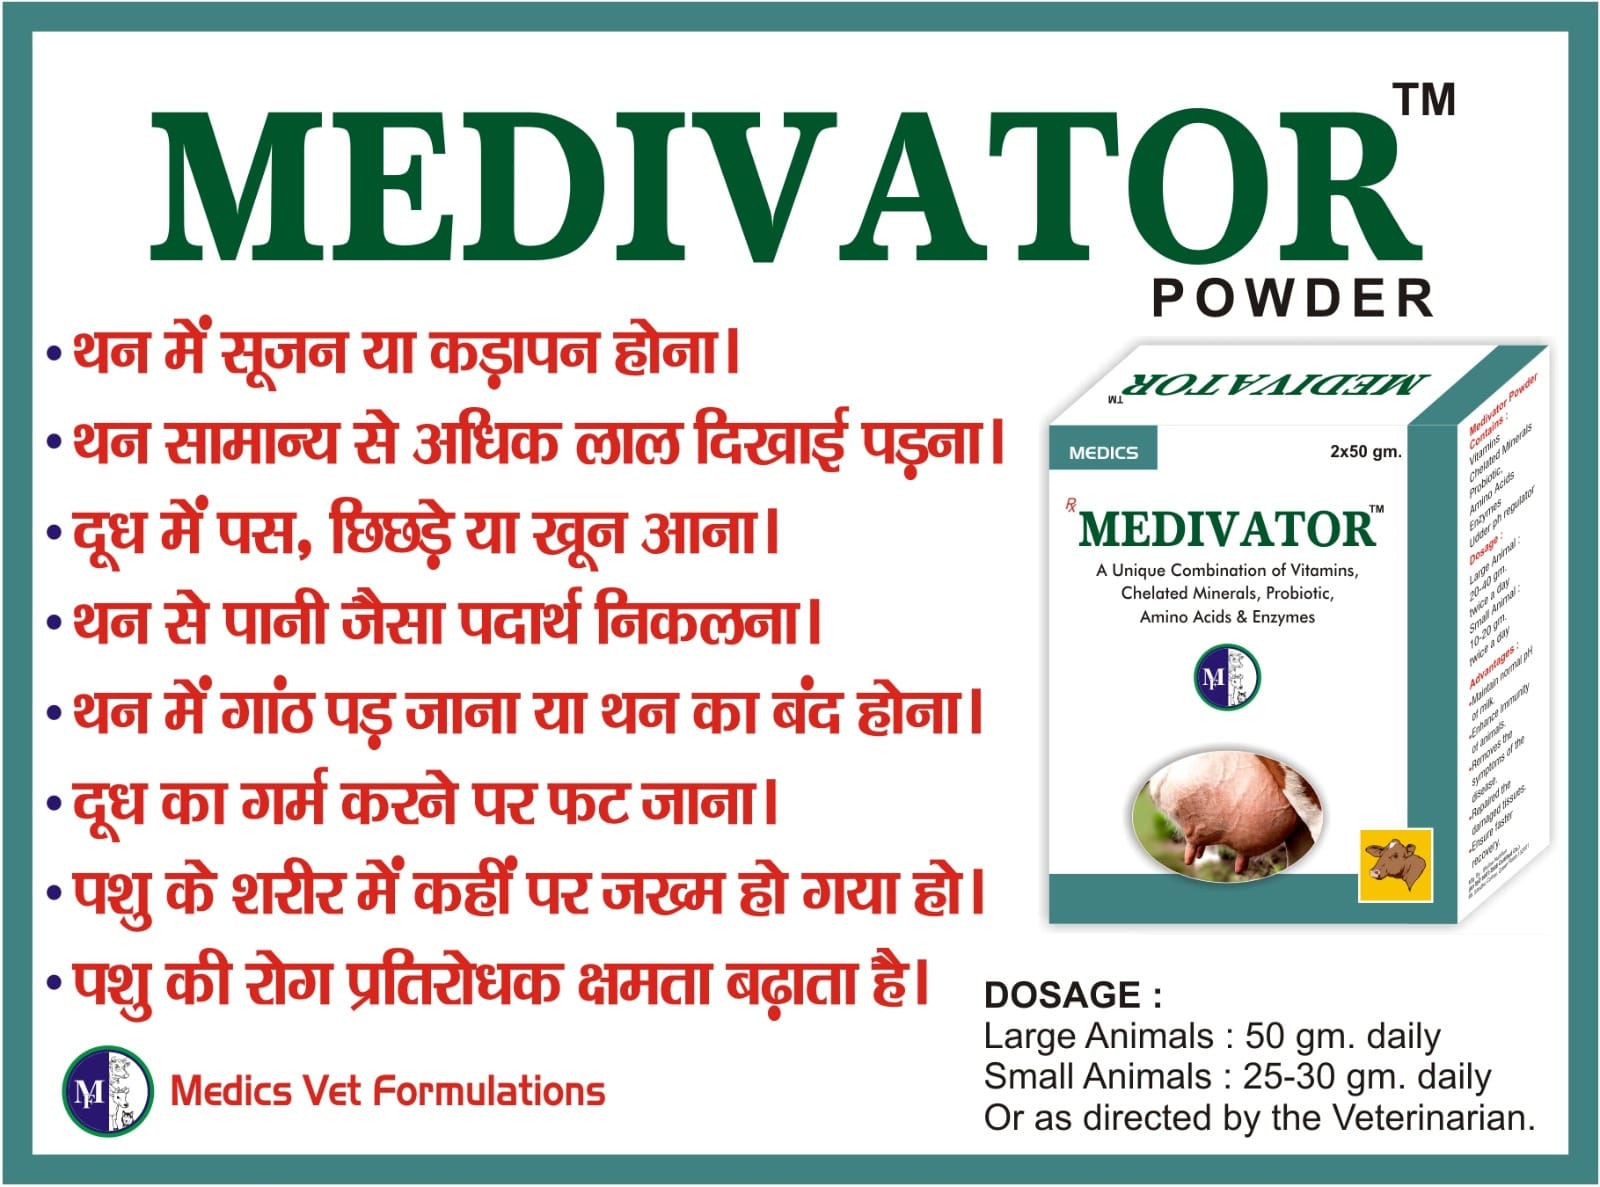 MEDIVATOR™
POWDER
• थन में सूजन या कड़ापन होना।
• थन सामान्य से अधिक लाल दिखाई पड़ना।
• दूध में पस, छिछड़े या खून आना।
• थन से पानी जैसा पदार्थ निकलना।
• थन में गांठ पड़ जाना या थन का बंद होना।
• दूध का गर्म करने पर फट जाना।
• पशु के शरीर में कहीं पर जख्म हो गया हो।
• पशु की रोग प्रतिरोधक क्षमता बढ़ाता है।
Medics Vet Formulations
MEDIVATOR™
MEDICS
2x50 gm.
Rx
MEDIVATOR™
A Unique Combination of Vitamins,
Chelated Minerals, Probiotic,
Amino Acids & Enzymes
Medivator Powder
Contains :
Vitamins
Chelated Minerals
Probiotic.
Amino Acids
Enzymes
Udder ph regulator
Dosage :
Large Animal :
20-40 gm.
twice a day
Small Animal :
10-20 gm.
twice a day
Advantages :
•Maintain normal pH
of milk.
•Enhance Immunity
of animals.
•Removes the
symptoms of the
disease.
•Repaired the
damaged tissues.
•Ensure faster
recovery.
DOSAGE :
Large Animals : 50 gm. daily
Small Animals : 25-30 gm. daily
Or as directed by the Veterinarian.